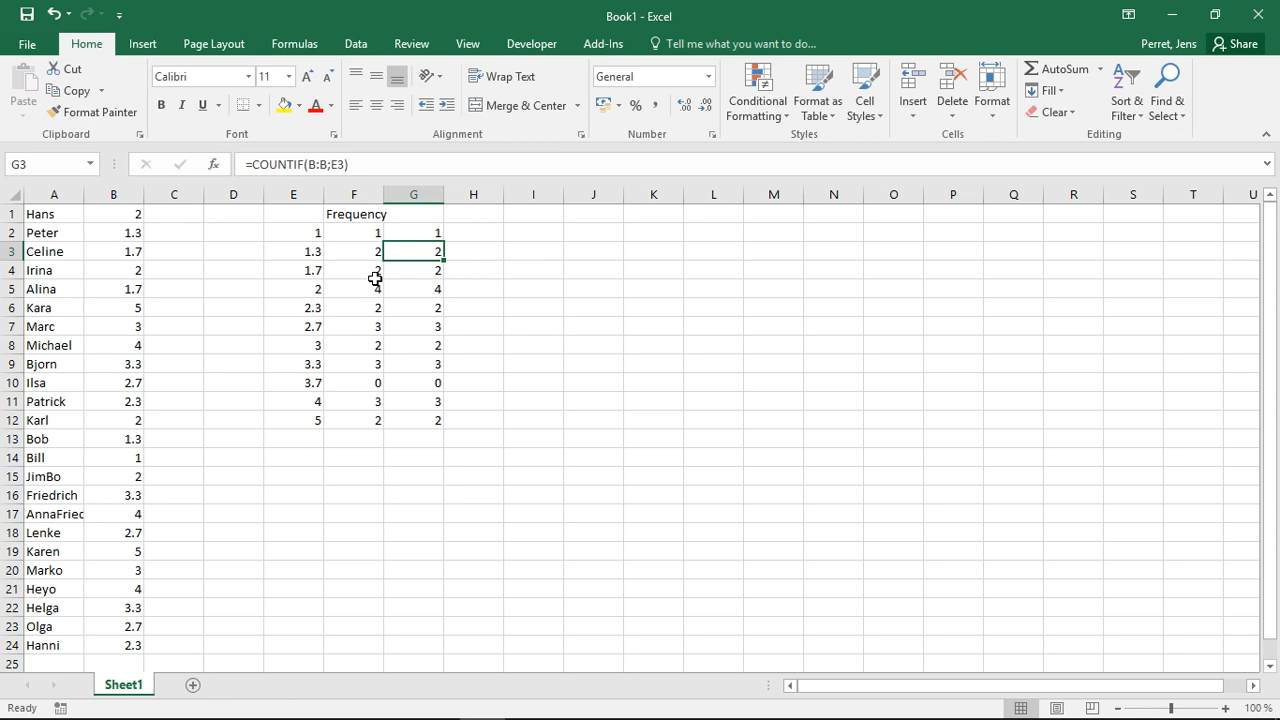 Book1 - Excel
File Home Insert Page Layout Formulas Data Review View Developer Add-Ins Tell me what you want to do... Perret, Jens Share
Paste Cut Copy Format Painter
Calibri 11 B I U A
Wrap Text Merge & Center
General % ,
Conditional Formatting Format as Table Cell Styles
Insert Delete Format
AutoSum Fill Clear Sort & Filter Find & Select
Clipboard Font Alignment Number Styles Cells Editing
G3 fx =COUNTIF(B:B;E3)
A B C D E F G H I J K L M N O P Q R S T U
1 Hans 2 Frequency
2 Peter 1.3 1 1 1
3 Celine 1.7 1.3 2 2
4 Irina 2 1.7 2 2
5 Alina 1.7 2 4 4
6 Kara 5 2.3 2 2
7 Marc 3 2.7 3 3
8 Michael 4 3 2 2
9 Bjorn 3.3 3.3 3 3
10 Ilsa 2.7 3.7 0 0
11 Patrick 2.3 4 3 3
12 Karl 2 5 2 2
13 Bob 1.3
14 Bill 1
15 JimBo 2
16 Friedrich 3.3
17 AnnaFried 4
18 Lenke 2.7
19 Karen 5
20 Marko 3
21 Heyo 4
22 Helga 3.3
23 Olga 2.7
24 Hanni 2.3
25
Sheet1
Ready 100 %